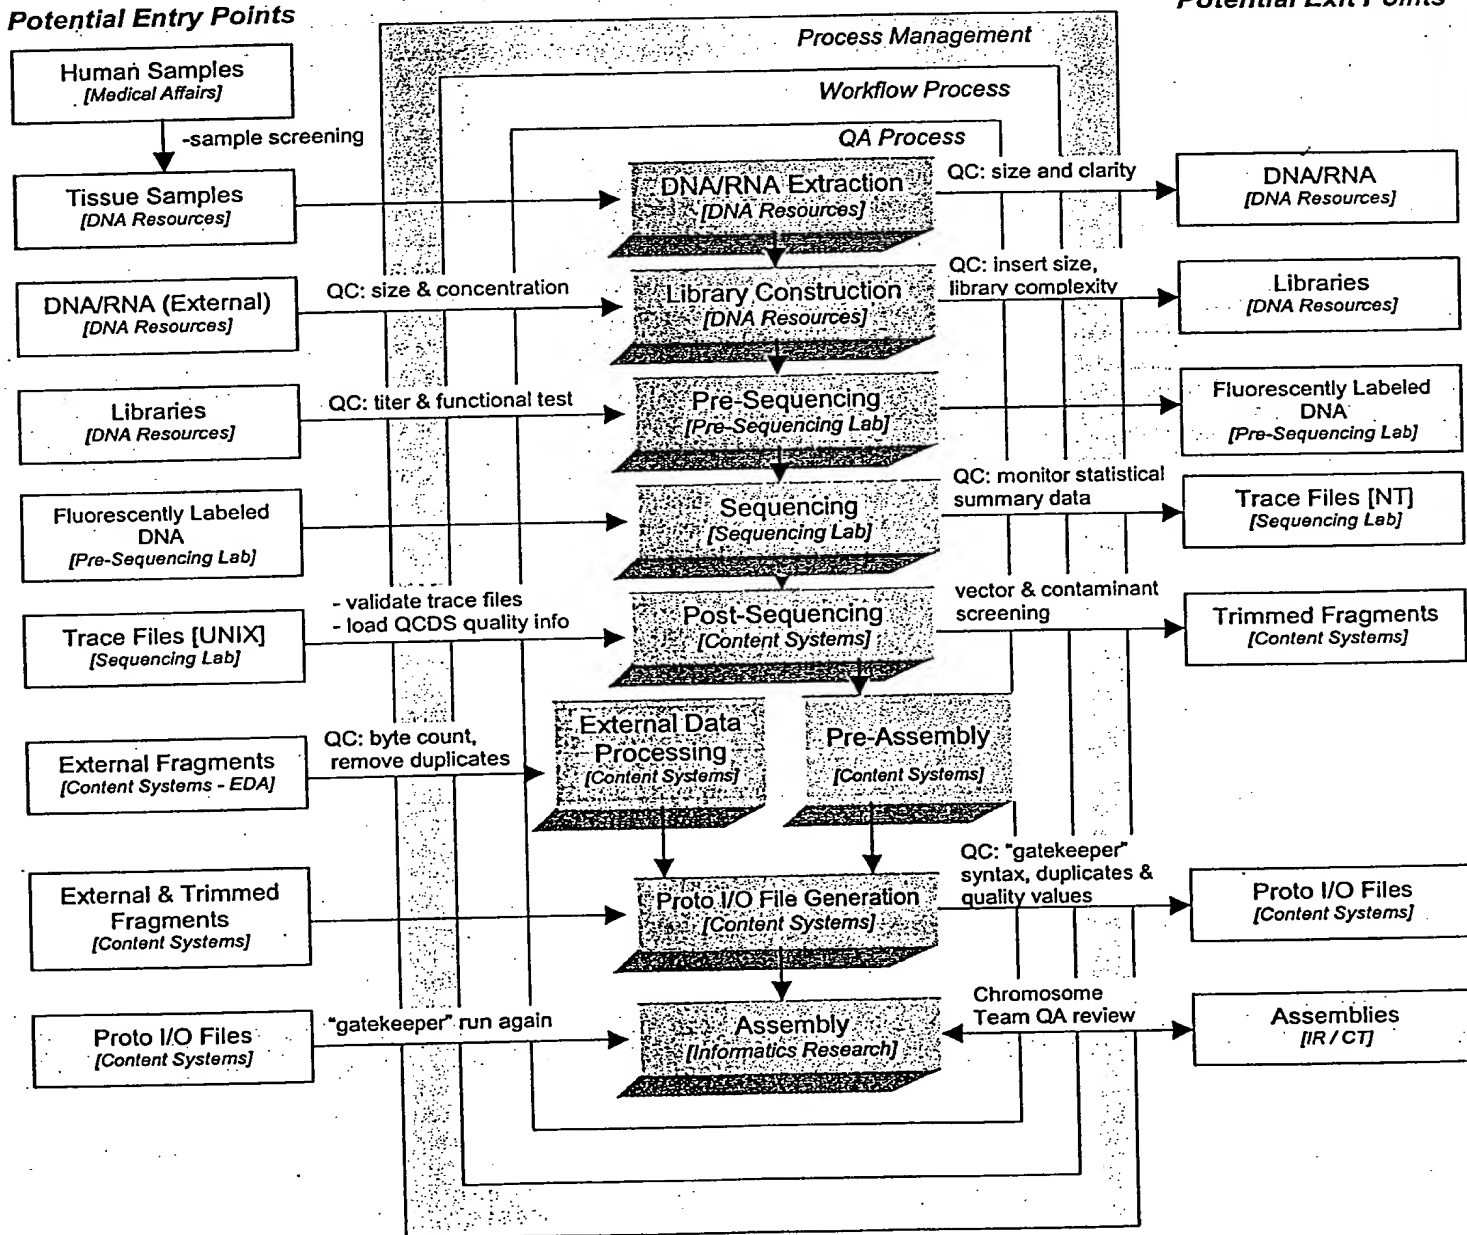 Potential Entry Points
Potential Exit Points
Process Management
Human Samples
[Medical Affairs]
Workflow Process
-sample screening
QA Process
Tissue Samples
[DNA Resources]
DNA/RNA Extraction
[DNA Resources]
QC: size and clarity
DNA/RNA
[DNA Resources]
DNA/RNA (External)
[DNA Resources]
QC: size & concentration
Library Construction
[DNA Resources]
QC: insert size,
library complexity
Libraries
[DNA Resources]
Libraries
[DNA Resources]
QC: titer & functional test
Pre-Sequencing
[Pre-Sequencing Lab]
Fluorescently Labeled
DNA
[Pre-Sequencing Lab]
Fluorescently Labeled
DNA
[Pre-Sequencing Lab]
Sequencing
[Sequencing Lab]
QC: monitor statistical
summary data
Trace Files [NT]
[Sequencing Lab]
Trace Files [UNIX]
[Sequencing Lab]
- validate trace files
- load QCDS quality info
Post-Sequencing
[Content Systems]
vector & contaminant
screening
Trimmed Fragments
[Content Systems]
External Fragments
[Content Systems - EDA]
QC: byte count,
remove duplicates
External Data
Processing
[Content Systems]
Pre-Assembly
[Content Systems]
External & Trimmed
Fragments
[Content Systems]
Proto I/O File Generation
[Content Systems]
QC: "gatekeeper"
syntax, duplicates &
quality values
Proto I/O Files
[Content Systems]
Proto I/O Files
[Content Systems]
"gatekeeper" run again
Assembly
[Informatics Research]
Chromosome
Team QA review
Assemblies
[IR / CT]